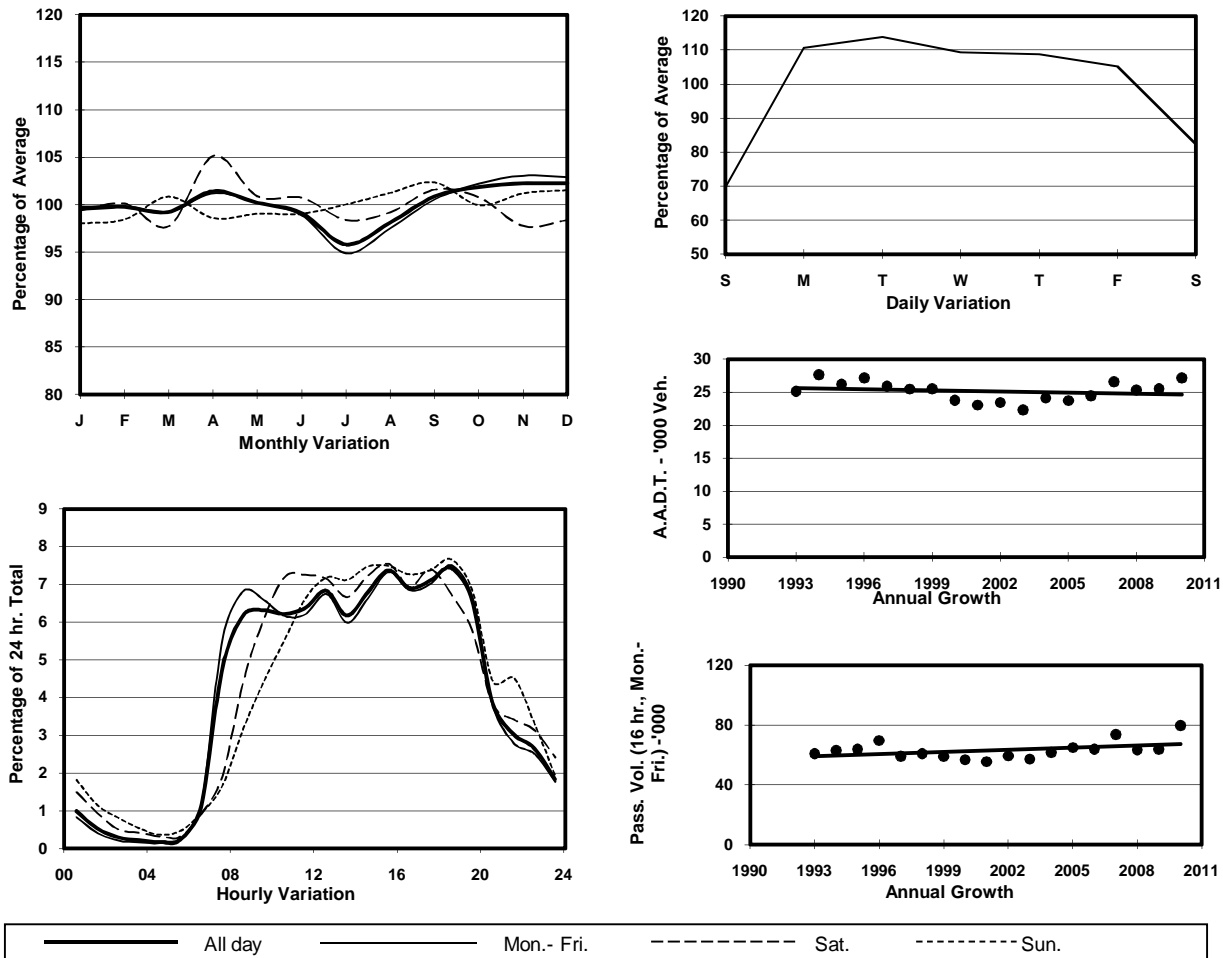 120
115
110
105
100
95
90
85
80
Percentage of Average
J F M A M J J A S O N D
Monthly Variation
120
110
100
90
80
70
60
50
Percentage of Average
S M T W T F S
Daily Variation
30
25
20
15
10
5
0
A.A.D.T. - '000 Veh.
1990 1993 1996 1999 2002 2005 2008 2011
Annual Growth
9
8
7
6
5
4
3
2
1
0
Percentage of 24 hr. Total
00 04 08 12 16 20 24
Hourly Variation
120
80
40
0
Pass. Vol. (16 hr., Mon.-
Fri,) -'000
1990 1993 1996 1999 2002 2005 2008 2011
Annual Growth
All day Mon.- Fri. Sat. Sun.